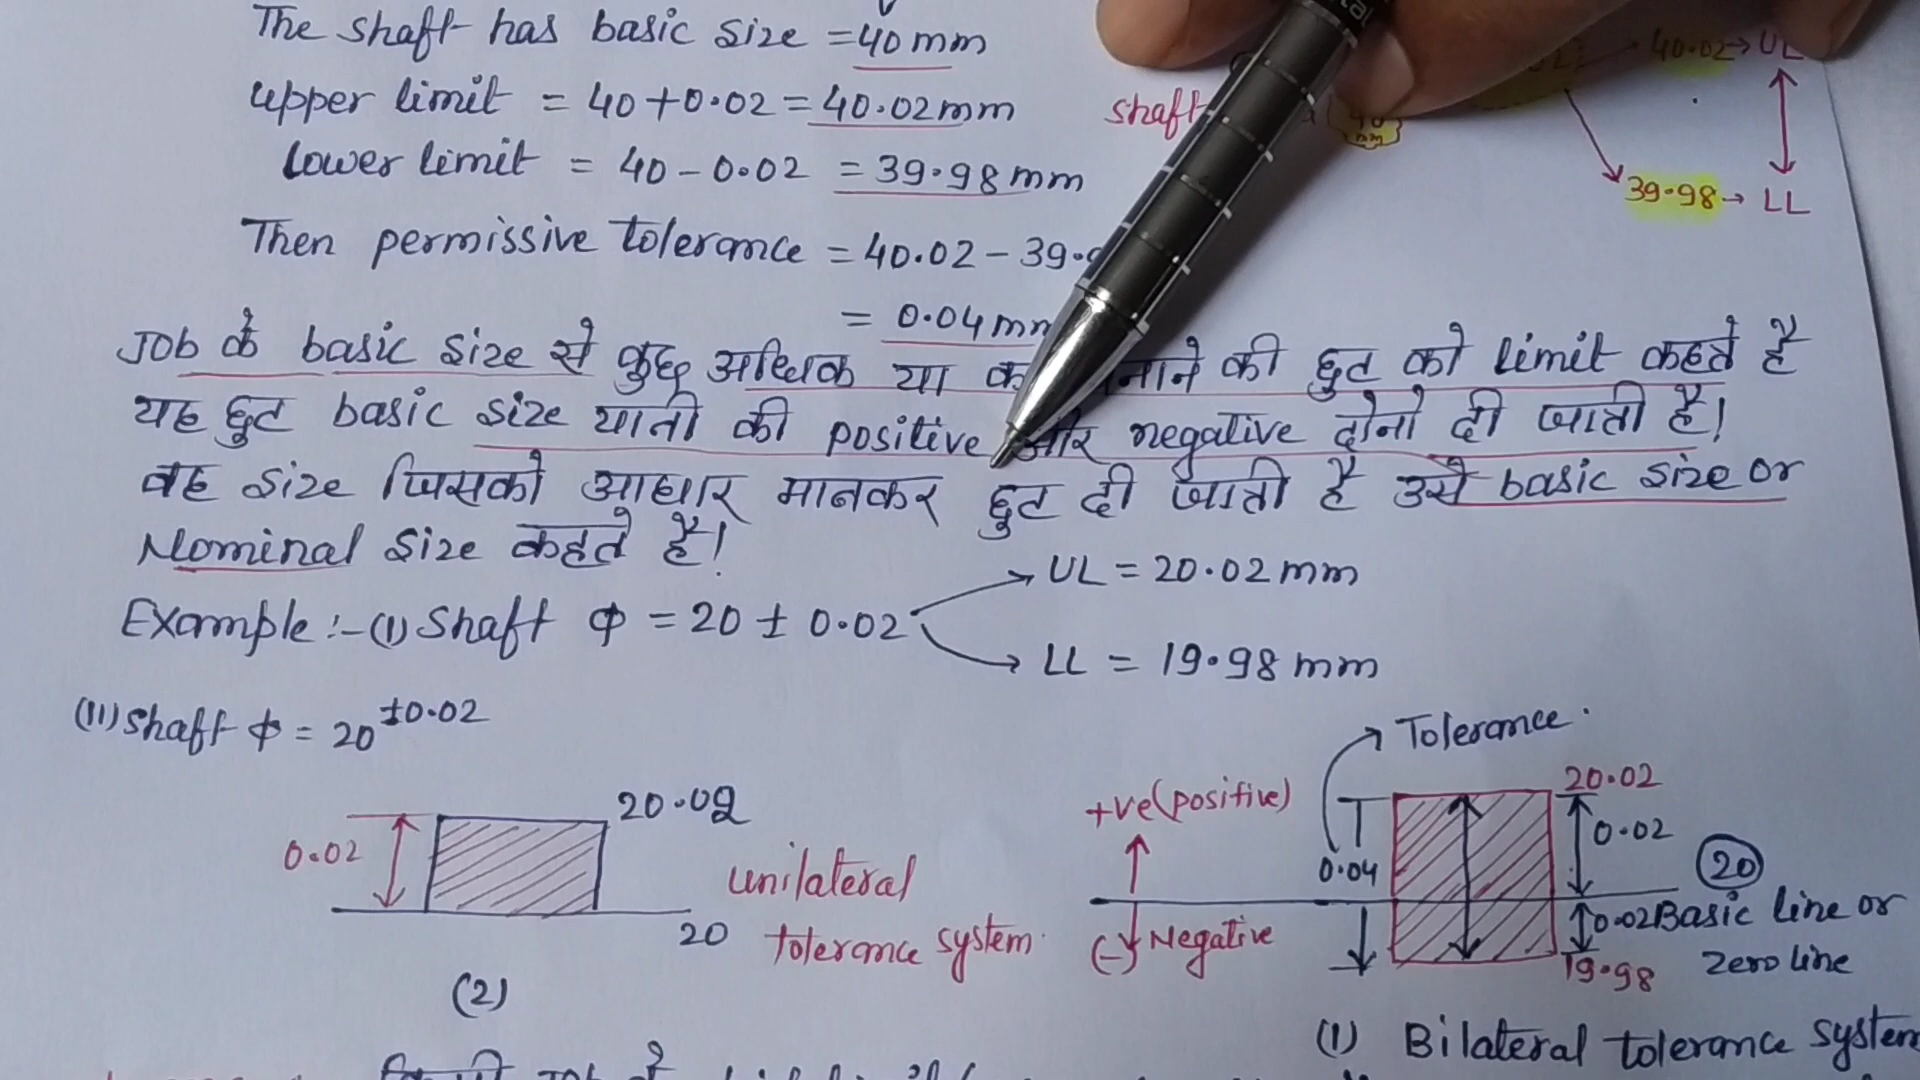 The shaft has basic size = 40 mm
upper limit = 40 + 0.02 = 40.02 mm
Lower limit = 40 - 0.02 = 39.98 mm
Then permissive tolerance = 40.02 - 39.
= 0.04 mm
shaft
40 mm
40.02 → UL
39.98 → LL
Job के basic size से कुछ अधिक या की छुट को limit कहते हैं
यह छुट basic size यानी की positive और negative दोनो दी जाती है।
वह size जिसको आधार मानकर छुट दी जाती है उसे basic size or
Nominal size कहते हैं!
Example :- (I) Shaft ϕ = 20 ± 0.02
UL = 20.02 mm
LL = 19.98 mm
(II) shaft ϕ = 20 ±0.02
0.02
20.02
20
unilateral
tolerance system
(2)
Tolerance
+ve (positive)
(-) Negative
0.04
20.02
0.02
20
0.02 Basic line or
zero line
19.98
(1) Bilateral tolerance system